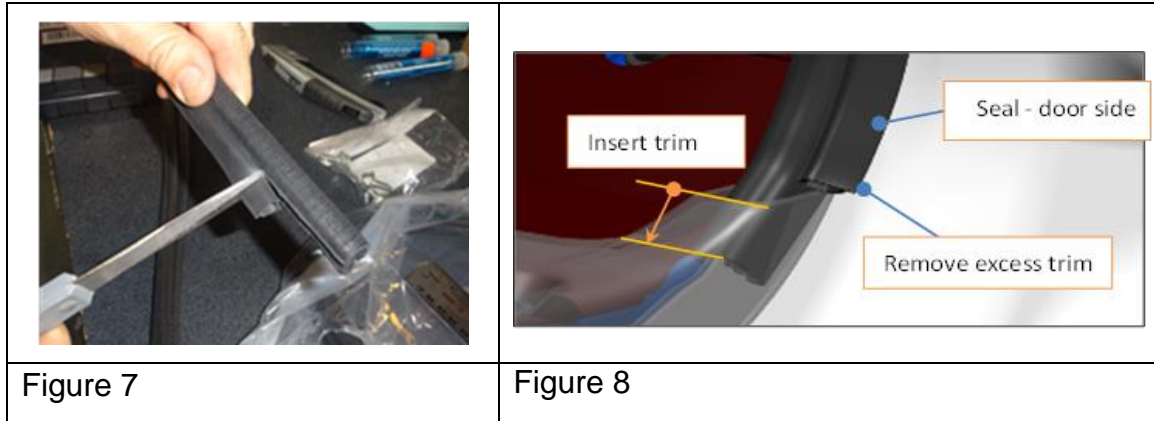 Insert trim
Seal - door side
Remove excess trim
Figure 7
Figure 8